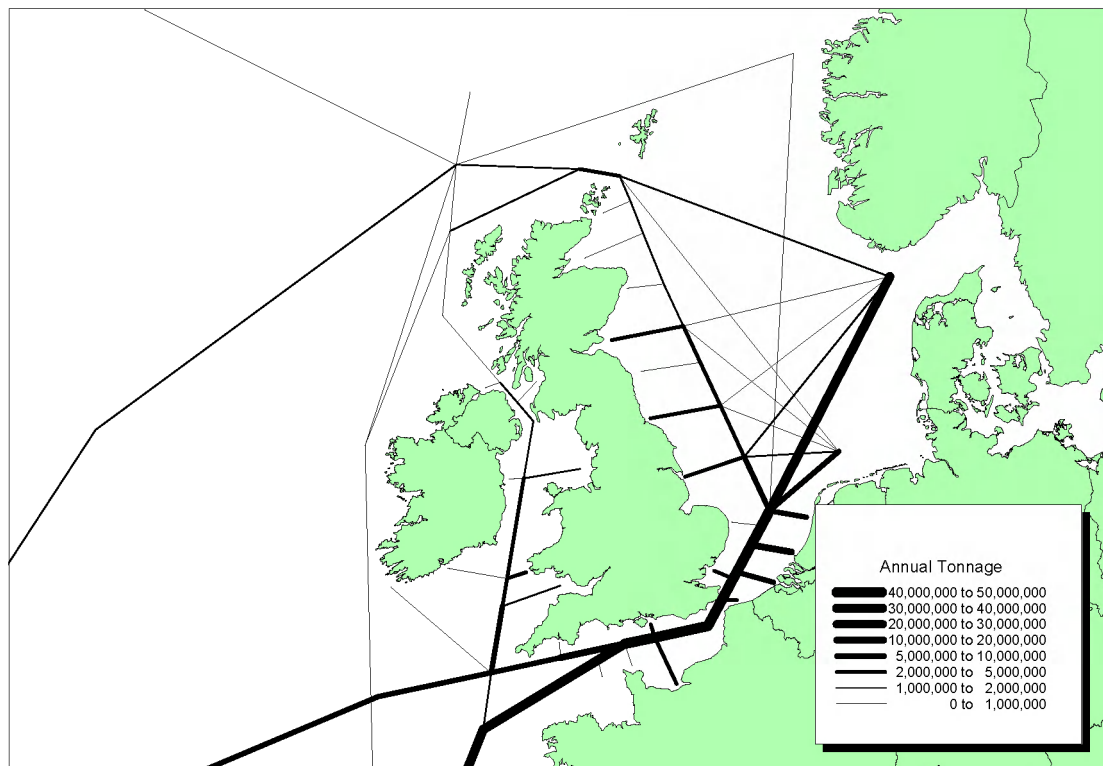 Annual Tonnage
40,000,000 to 50,000,000
30,000,000 to 40,000,000
20,000,000 to 30,000,000
10,000,000 to 20,000,000
5,000,000 to 10,000,000
2,000,000 to 5,000,000
1,000,000 to 2,000,000
0 to 1,000,000